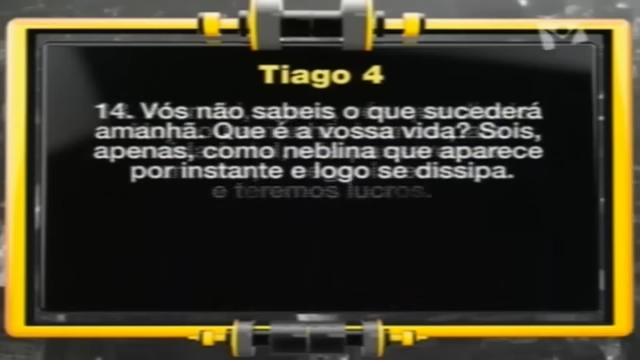 Tiago 4
14. Vós não sabeis o que sucederá
amanhã. Que é a vossa vida? Sois,
apenas, como neblina que aparece
por instante e logo se dissipa.
e teremos lucros.